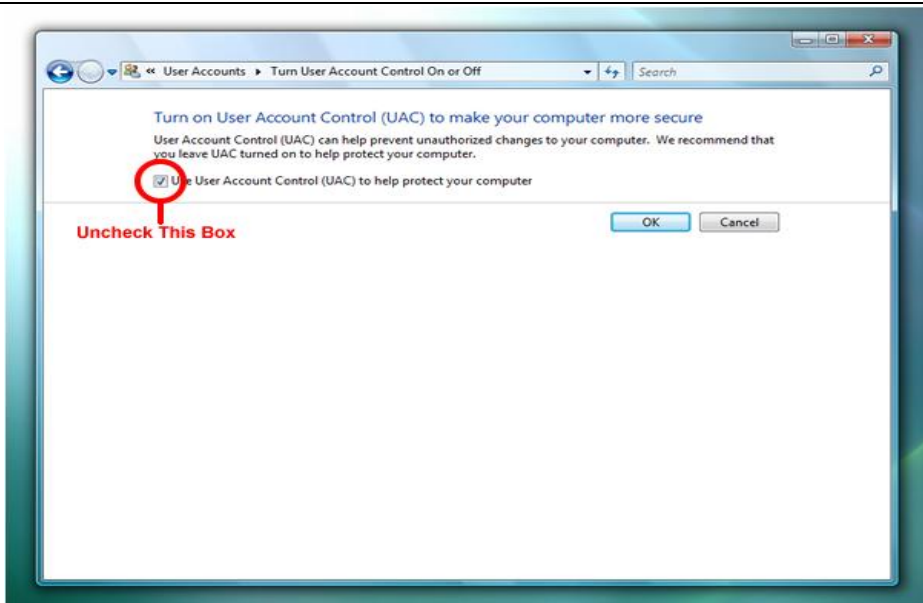 « User Accounts ▸ Turn User Account Control On or Off Search
Turn on User Account Control (UAC) to make your computer more secure
User Account Control (UAC) can help prevent unauthorized changes to your computer. We recommend that
you leave UAC turned on to help protect your computer.
Use User Account Control (UAC) to help protect your computer
OK Cancel
Uncheck This Box